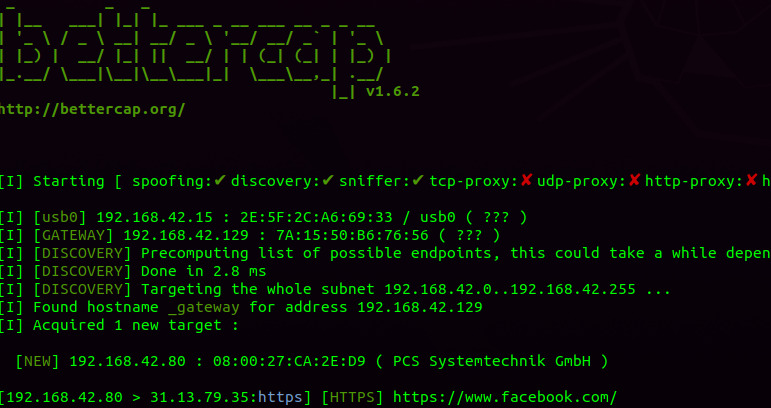 bettercap
v1.6.2
http://bettercap.org/
[I] Starting [ spoofing:✔ discovery:✔ sniffer:✔ tcp-proxy:✘ udp-proxy:✘ http-proxy:✘ h
[I] [usb0] 192.168.42.15 : 2E:5F:2C:A6:69:33 / usb0 ( ??? )
[I] [GATEWAY] 192.168.42.129 : 7A:15:50:B6:76:56 ( ??? )
[I] [DISCOVERY] Precomputing list of possible endpoints, this could take a while depen
[I] [DISCOVERY] Done in 2.8 ms
[I] [DISCOVERY] Targeting the whole subnet 192.168.42.0..192.168.42.255 ...
[I] Found hostname _gateway for address 192.168.42.129
[I] Acquired 1 new target :
[NEW] 192.168.42.80 : 08:00:27:CA:2E:D9 ( PCS Systemtechnik GmbH )
[192.168.42.80 > 31.13.79.35:https] [HTTPS] https://www.facebook.com/